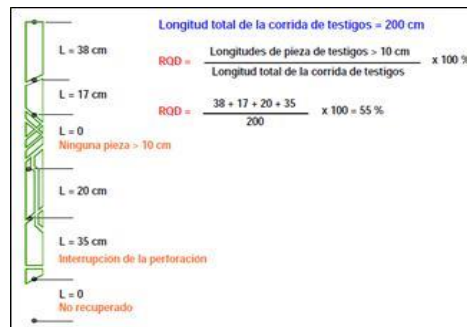 Longitud total de la corrida de testigos = 200 cm
L = 38 cm
RQD = Longitudes de pieza de testigos > 10 cm x 100 %
Longitud total de la corrida de testigos
L = 17 cm
RQD = 38 + 17 + 20 + 35 x 100 = 55 %
200
L = 0
Ninguna pieza > 10 cm
L = 20 cm
L = 35 cm
Interrupción de la perforación
L = 0
No recuperado